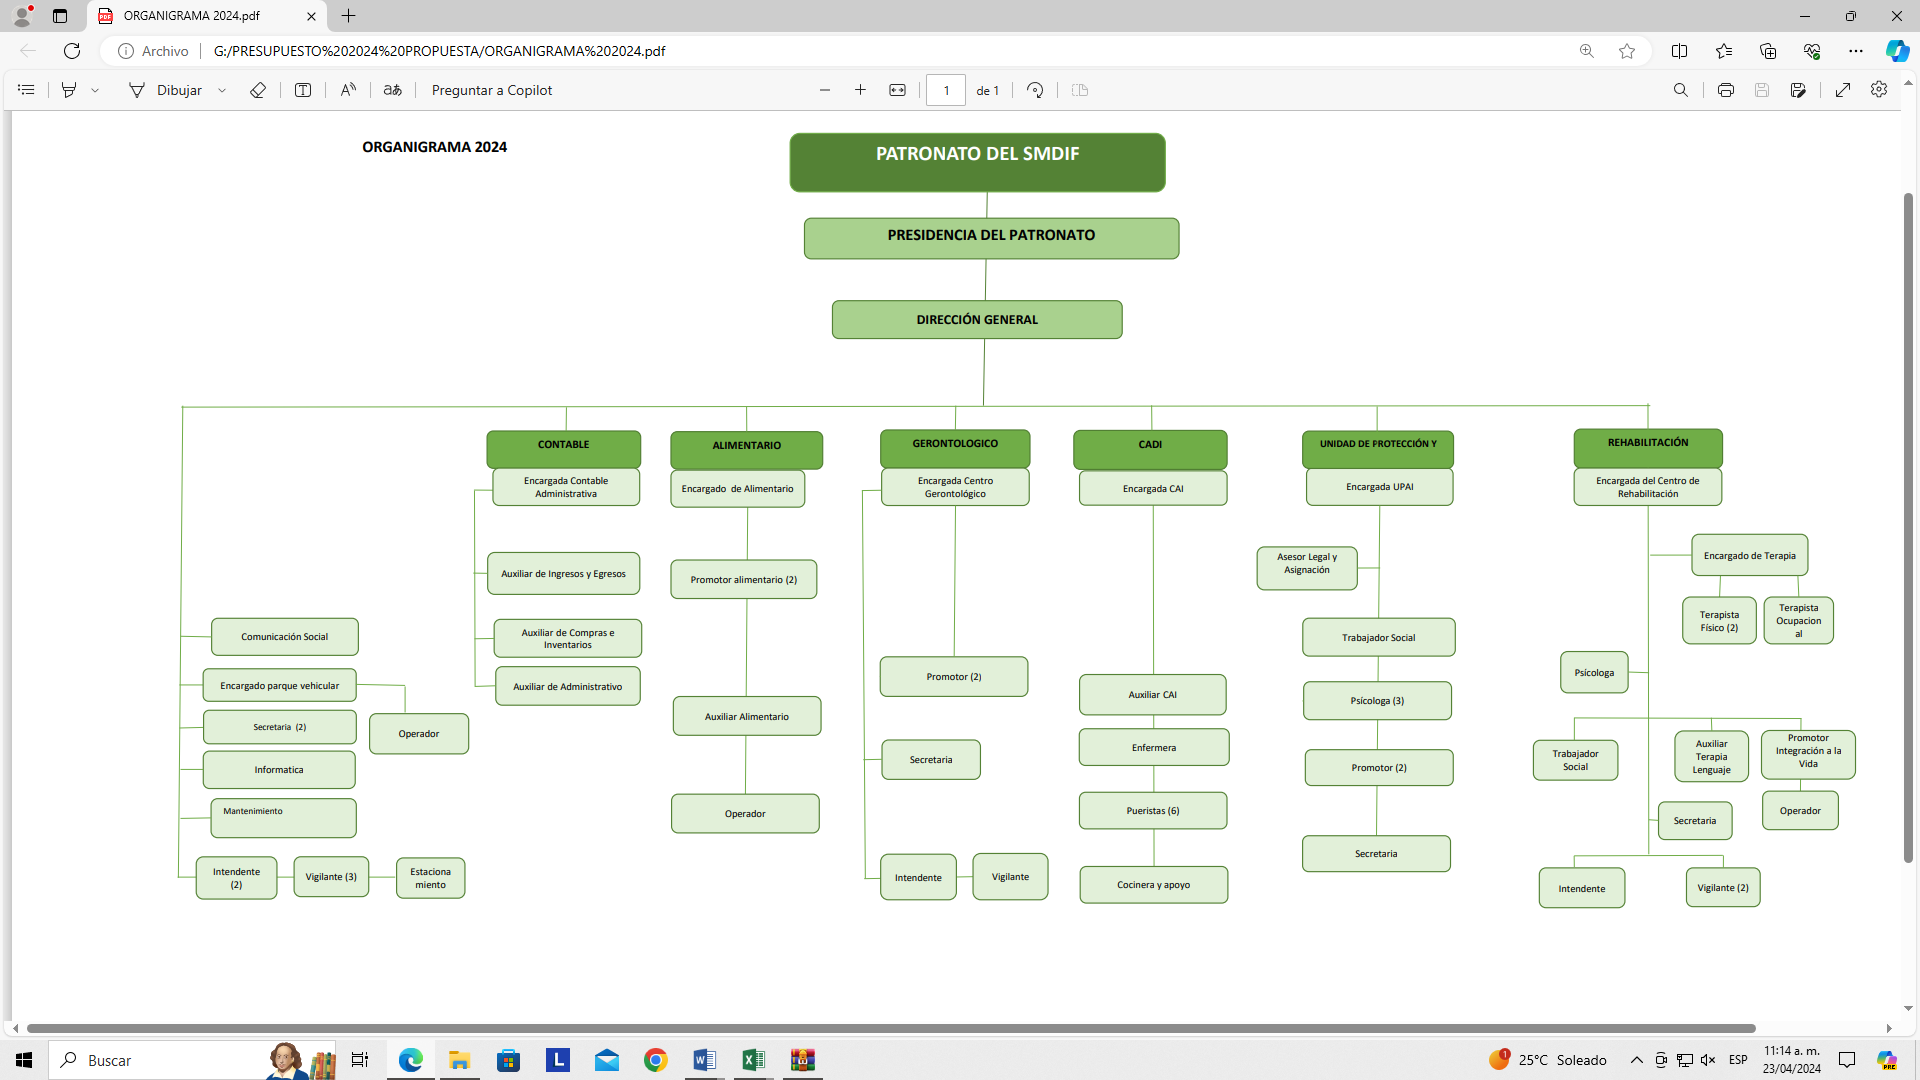 ORGANIGRAMA 2024.pdf
Archivo
G:/PRESUPUESTO%202024%20PROPUESTA/ORGANIGRAMA%202024.pdf
Dibujar
Preguntar a Copilot
1
de 1
ORGANIGRAMA 2024
PATRONATO DEL SMDIF
PRESIDENCIA DEL PATRONATO
DIRECCIÓN GENERAL
Comunicación Social
Encargado parque vehicular
Operador
Secretaria (2)
Informatica
Mantenimiento
Intendente
(2)
Vigilante (3)
Estaciona
miento
CONTABLE
Encargada Contable
Administrativa
Auxiliar de Ingresos y Egresos
Auxiliar de Compras e
Inventarios
Auxiliar de Administrativo
ALIMENTARIO
Encargado de Alimentario
Promotor alimentario (2)
Auxiliar Alimentario
Operador
GERONTOLOGICO
Encargada Centro
Gerontológico
Promotor (2)
Secretaria
Intendente
Vigilante
CADI
Encargada CAI
Auxiliar CAI
Enfermera
Pueristas (6)
Cocinera y apoyo
UNIDAD DE PROTECCIÓN Y
Encargada UPAI
Asesor Legal y
Asignación
Trabajador Social
Psícologa (3)
Promotor (2)
Secretaria
REHABILITACIÓN
Encargada del Centro de
Rehabilitación
Encargado de Terapia
Terapista
Físico (2)
Terapista
Ocupacion
al
Psícologa
Trabajador
Social
Auxiliar
Terapia
Lenguaje
Promotor
Integración a la
Vida
Operador
Secretaria
Intendente
Vigilante (2)
Buscar
1
25°C Soleado
ESP
11:14 a. m.
23/04/2024